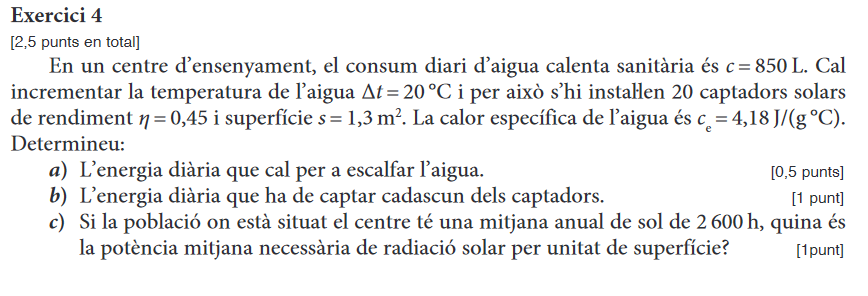 Exercici 4
[2,5 punts en total]
En un centre d’ensenyament, el consum diari d’aigua calenta sanitària és c = 850 L. Cal
incrementar la temperatura de l’aigua Δt = 20 °C i per això s’hi instaŀlen 20 captadors solars
de rendiment η = 0,45 i superfície s = 1,3 m². La calor específica de l’aigua és cₑ = 4,18 J/(g °C).
Determineu:
a) L’energia diària que cal per a escalfar l’aigua. [0,5 punts]
b) L’energia diària que ha de captar cadascun dels captadors. [1 punt]
c) Si la població on està situat el centre té una mitjana anual de sol de 2 600 h, quina és
la potència mitjana necessària de radiació solar per unitat de superfície? [1punt]